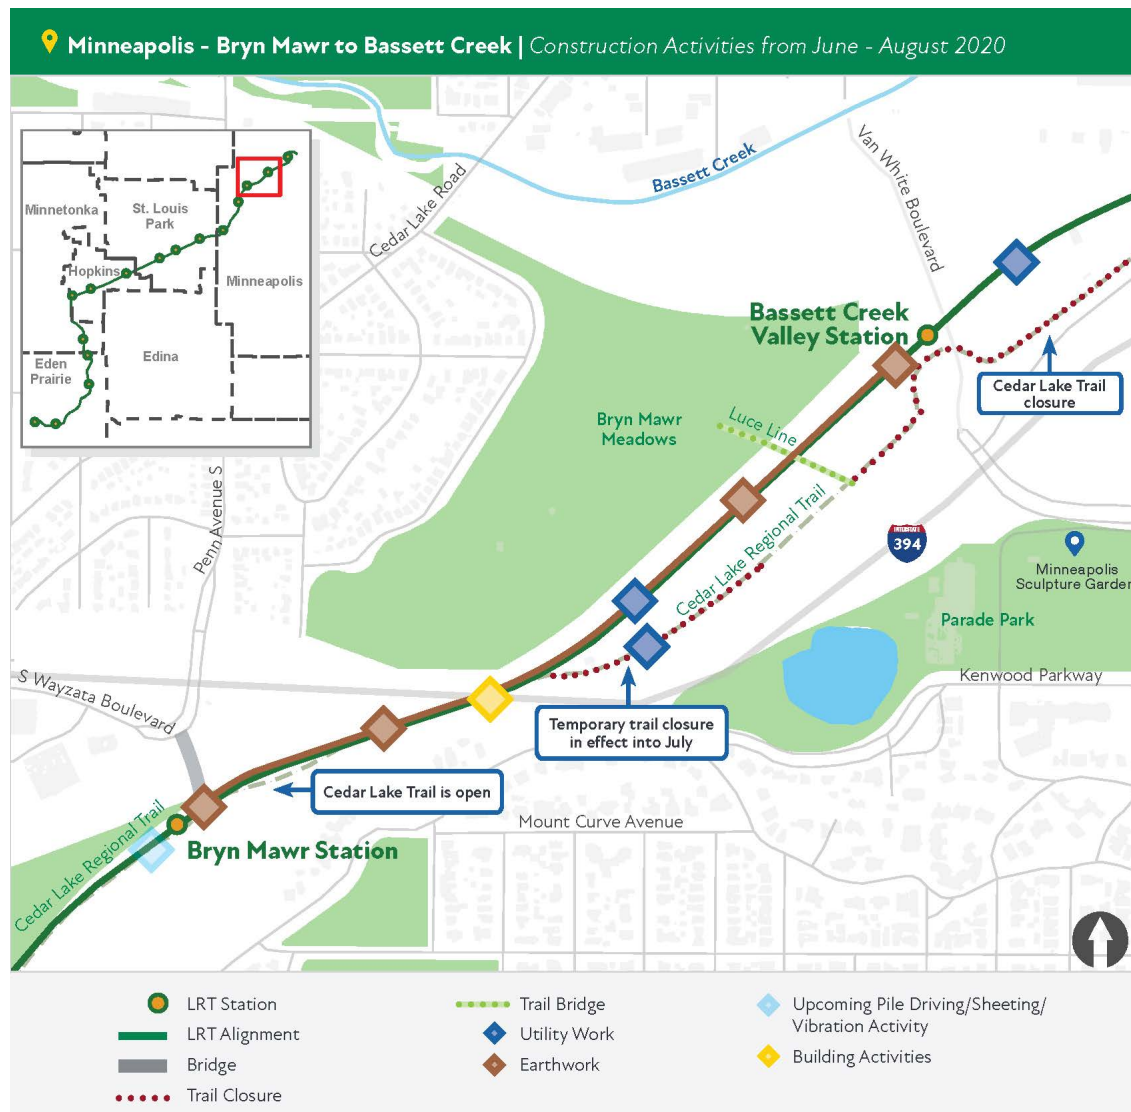 Minneapolis - Bryn Mawr to Bassett Creek | Construction Activities from June - August 2020
Minnetonka
St. Louis
Park
Hopkins
Minneapolis
Edina
Eden
Prairie
Cedar Lake Road
Bassett Creek
Van White Boulevard
Bassett Creek
Valley Station
Cedar Lake Trail
closure
Bryn Mawr
Meadows
Luce Line
Penn Avenue S
Cedar Lake Regional Trail
INTERSTATE
394
Minneapolis
Sculpture Garden
Parade Park
Kenwood Parkway
S Wayzata Boulevard
Temporary trail closure
in effect into July
Cedar Lake Trail is open
Mount Curve Avenue
Cedar Lake Regional Trail
Bryn Mawr Station
LRT Station
LRT Alignment
Bridge
Trail Closure
Trail Bridge
Utility Work
Earthwork
Upcoming Pile Driving/Sheeting/
Vibration Activity
Building Activities